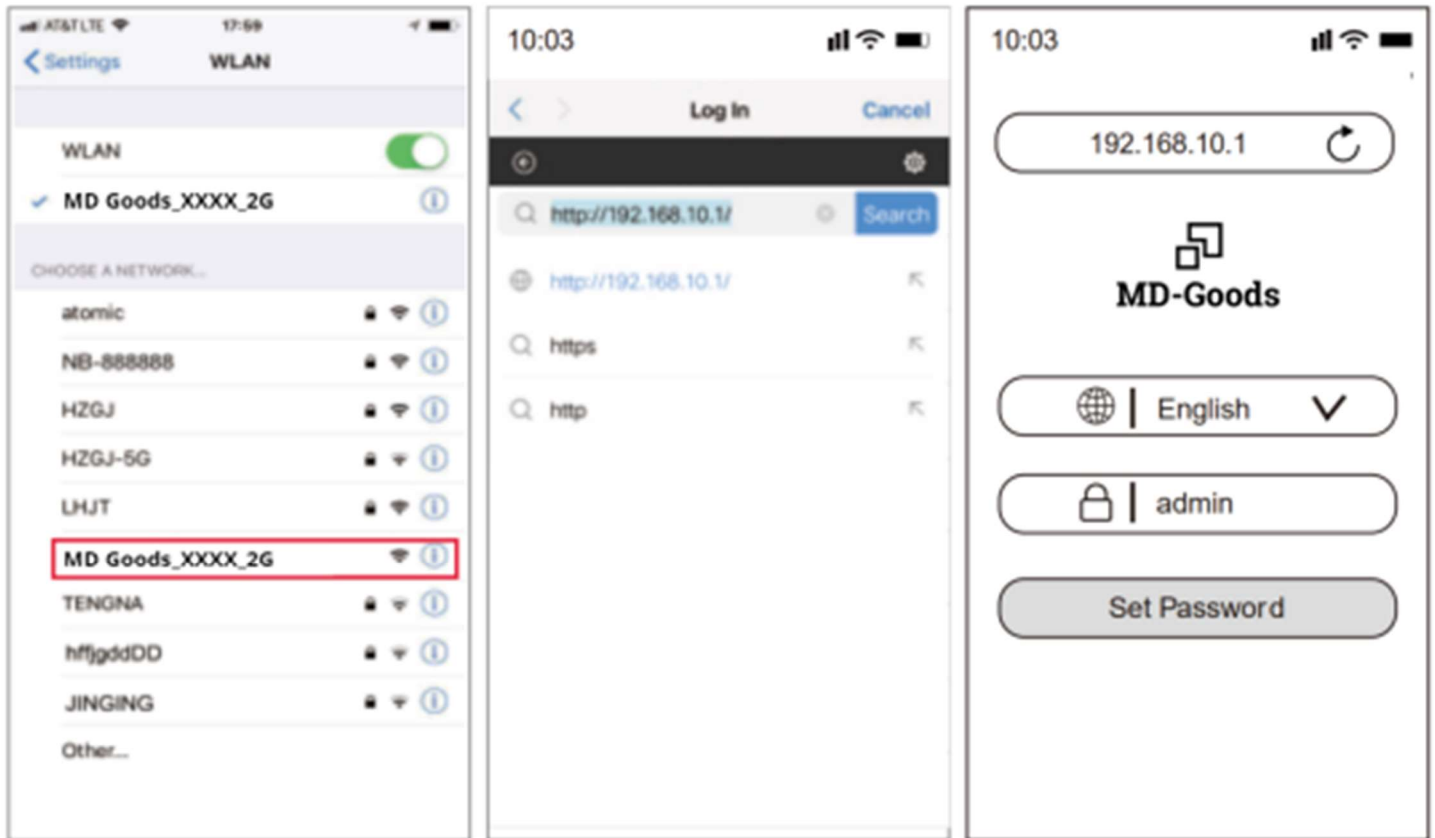 AT&T LTE 17:59
Settings WLAN
WLAN
MD Goods_XXXX_2G
CHOOSE A NETWORK...
atomic
NB-888888
HZGJ
HZGJ-5G
LHJT
MD Goods_XXXX_2G
TENGNA
hffjgddDD
JINGING
Other...
10:03
Log In Cancel
http://192.168.10.1/ Search
http://192.168.10.1/
https
http
10:03
192.168.10.1
MD-Goods
English
admin
Set Password